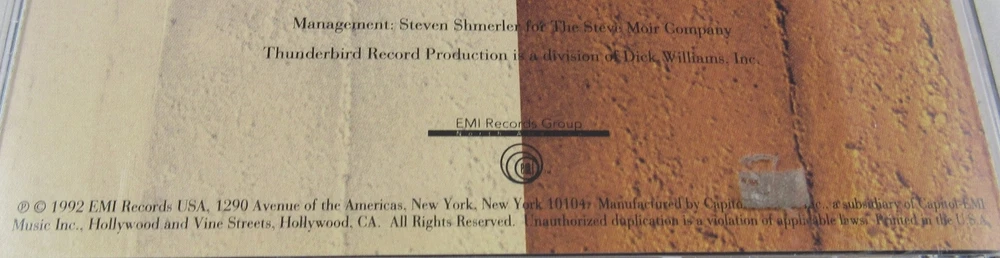 Management: Steven Shmerler for The Steve Moir Company
Thunderbird Record Production is a division of Dick Williams, Inc.
EMI Records Group
North A
℗ © 1992 EMI Records USA, 1290 Avenue of the Americas, New York, New York 10104. Manufactured by Capito c., a subsidiary of Capitol-EMI
Music Inc., Hollywood and Vine Streets, Hollywood, CA. All Rights Reserved. Unauthorized duplication is a violation of applicable laws. Printed in the U.S.A.